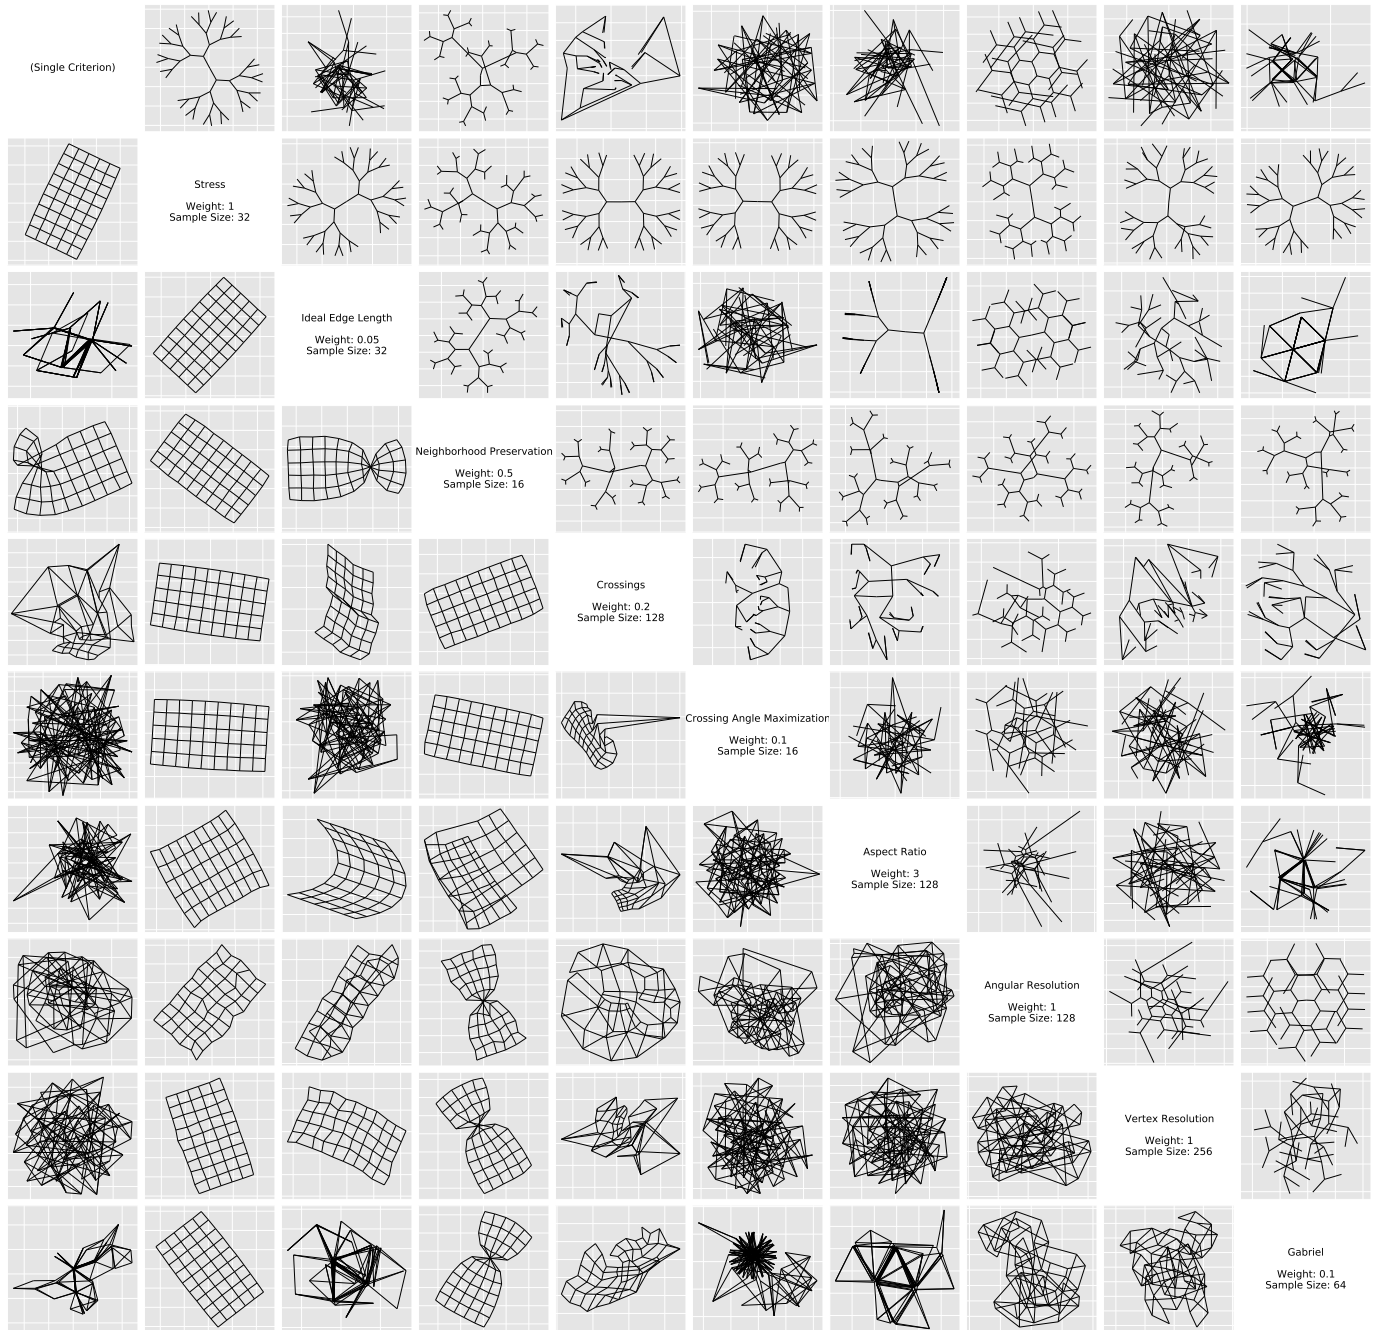 (Single Criterion)
Stress
Weight: 1
Sample Size: 32
Ideal Edge Length
Weight: 0.05
Sample Size: 32
Neighborhood Preservation
Weight: 0.5
Sample Size: 16
Crossings
Weight: 0.2
Sample Size: 128
Crossing Angle Maximization
Weight: 0.1
Sample Size: 16
Aspect Ratio
Weight: 3
Sample Size: 128
Angular Resolution
Weight: 1
Sample Size: 128
Vertex Resolution
Weight: 1
Sample Size: 256
Gabriel
Weight: 0.1
Sample Size: 64